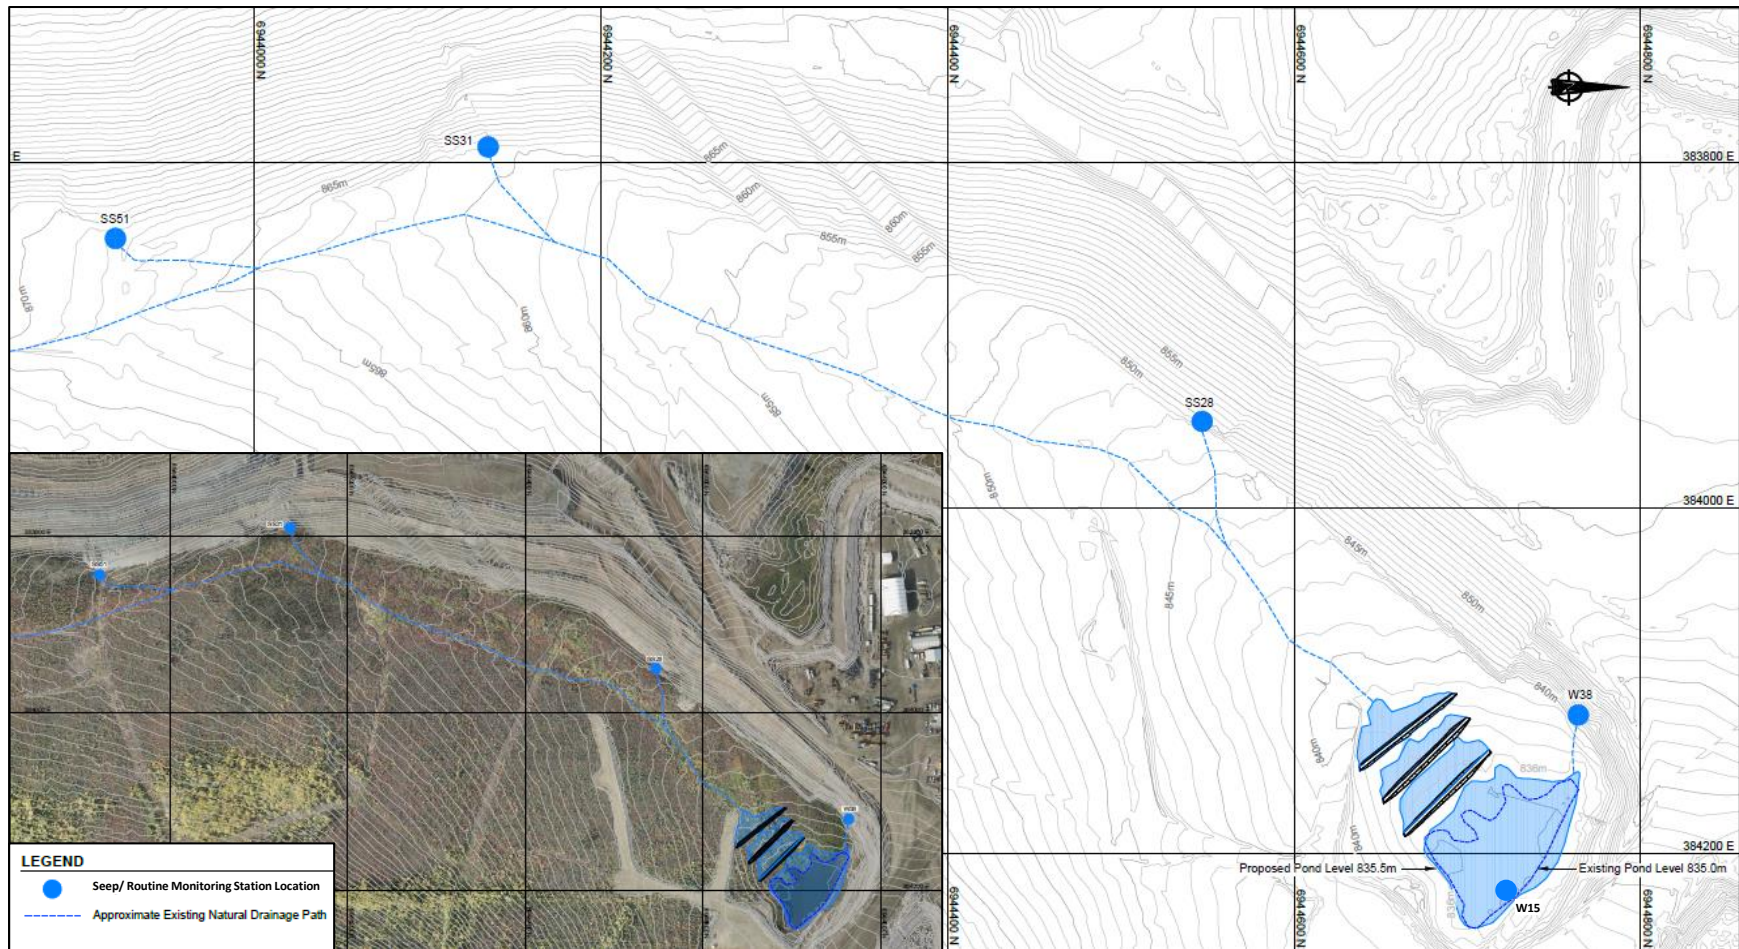 6944000 N
6944200 N
6944400 N
6944600 N
6944800 N
E
383800 E
SS31
SS51
865m
865m
860m
860m
855m
855m
870m
860m
865m
855m
855m
850m
SS28
850m
384000 E
845m
845m
850m
840m
W38
840m
836m
840m
384200 E
Proposed Pond Level 835.5m
Existing Pond Level 835.0m
836m
W15
6944400 N
6944600 N
6944800 N
LEGEND
Seep/ Routine Monitoring Station Location
Approximate Existing Natural Drainage Path